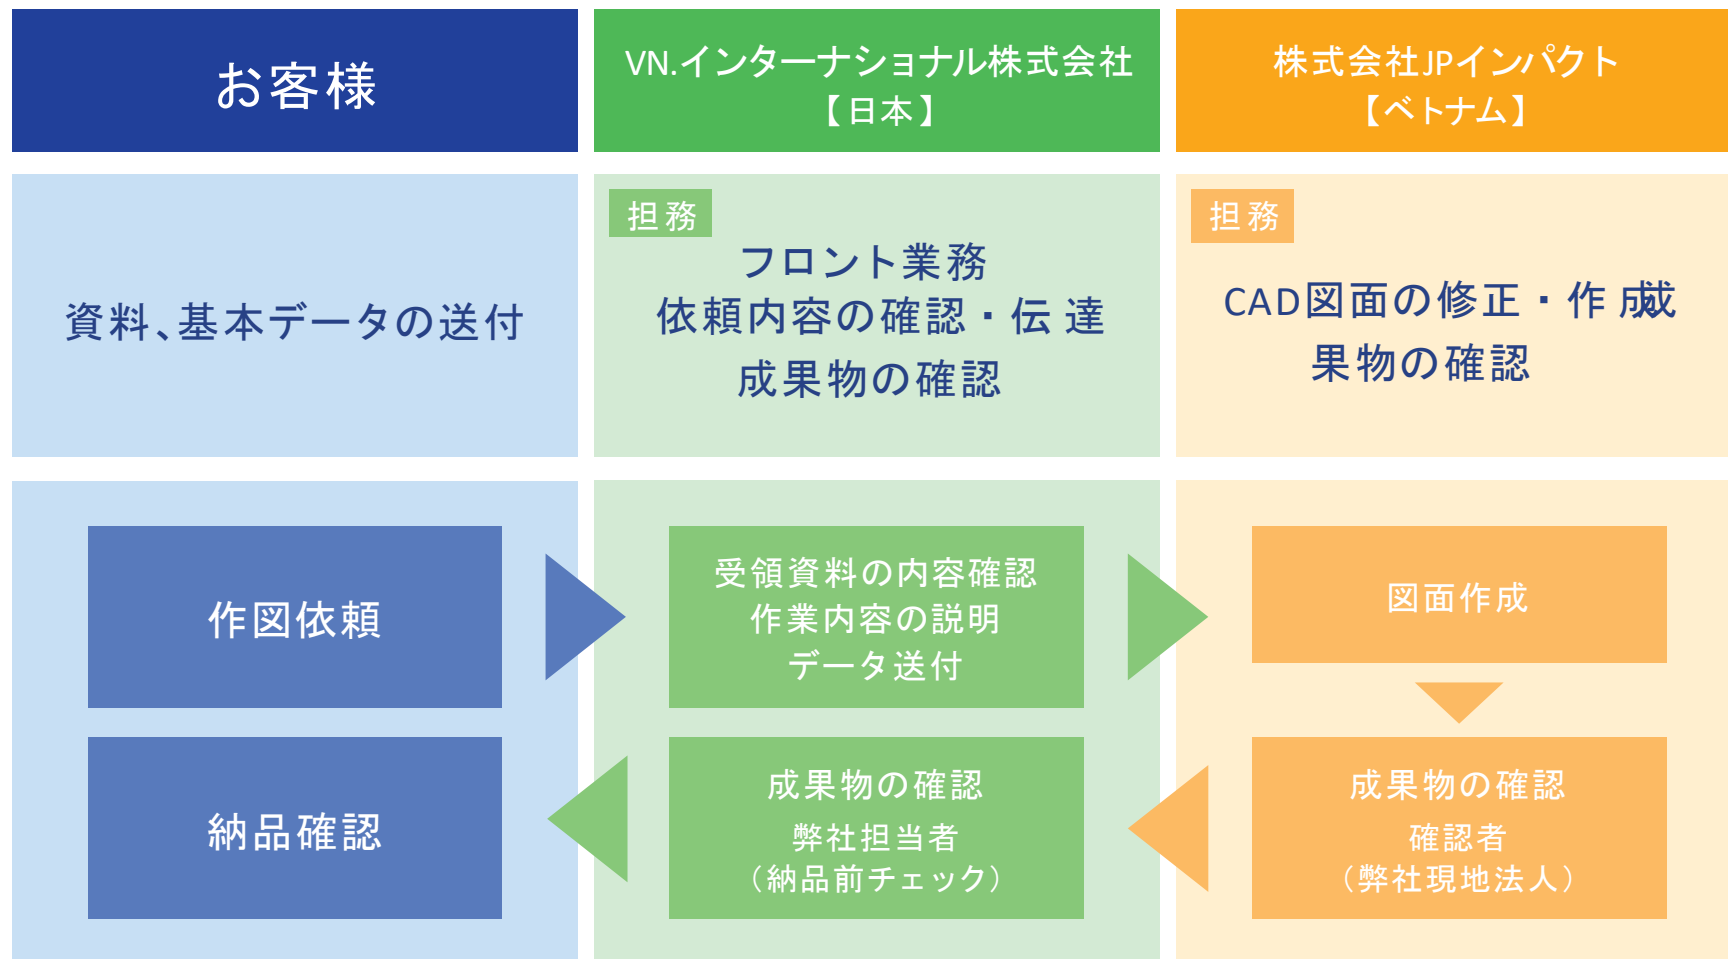 お客様
VN.インターナショナル株式会社
【日本】
株式会社JPインパクト
【ベトナム】
資料、基本データの送付
担務
フロント業務
依頼内容の確認・伝達
成果物の確認
担務
CAD図面の修正・作成成
果物の確認
作図依頼
受領資料の内容確認
作業内容の説明
データ送付
図面作成
納品確認
成果物の確認
弊社担当者
（納品前チェック）
成果物の確認
確認者
（弊社現地法人）